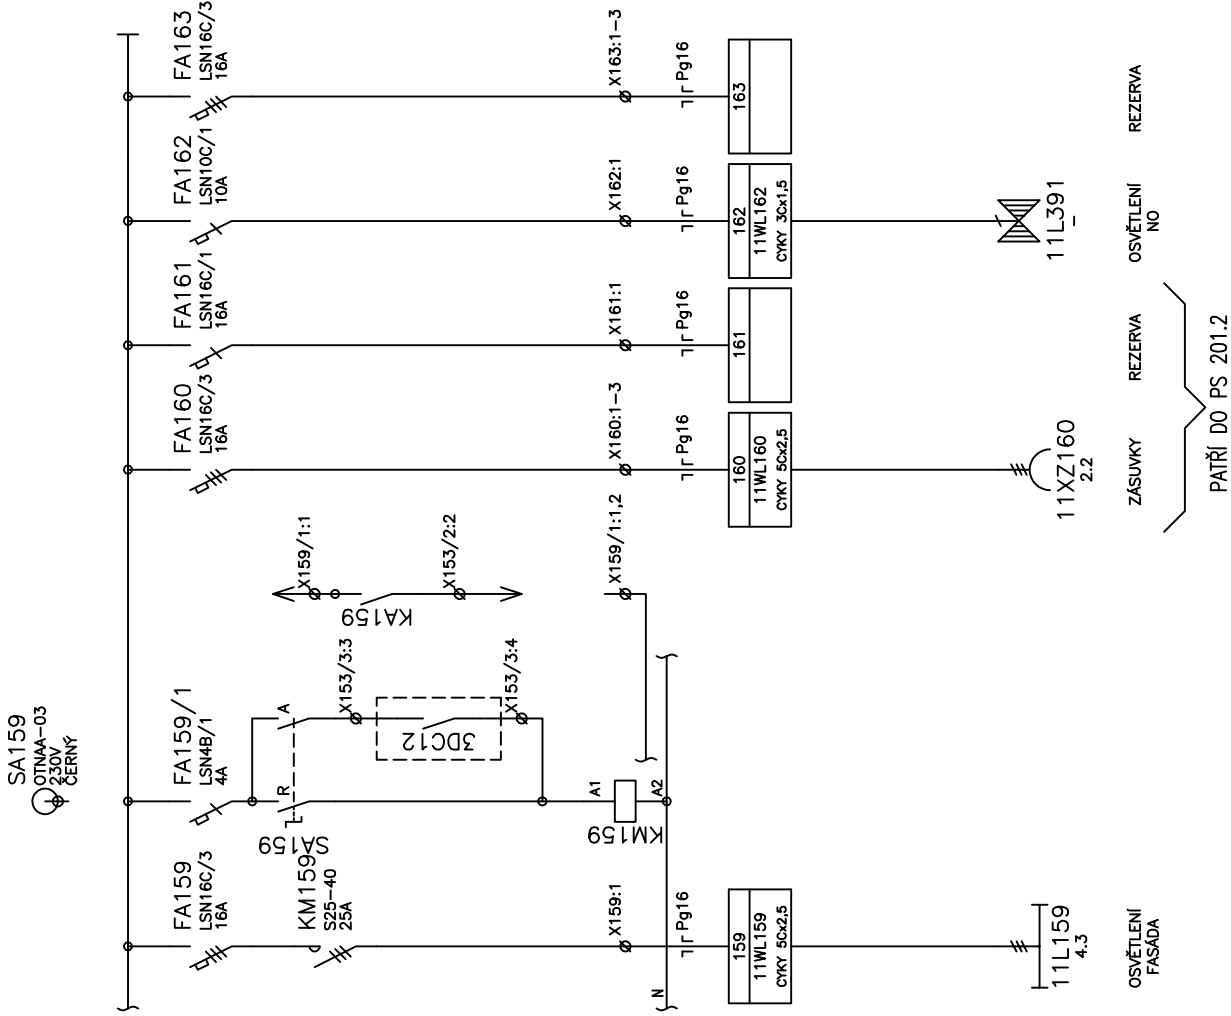 SA159
OTNAA-03
230V
ČERNÝ
FA159
LSN16C/3
16A
FA159/1
LSN4B/1
4A
FA160
LSN16C/3
16A
FA161
LSN16C/1
16A
FA162
LSN10C/1
10A
FA163
LSN16C/3
16A
SA159
R
A
KM159
S25-40
25A
X153/3:3
3DC12
X153/3:4
X159/1:1
KA159
X153/2:2
A1
KM159
A2
N
X159:1
X159/1:1,2
X160:1-3
X161:1
X162:1
X163:1-3
Pg16
Pg16
Pg16
Pg16
Pg16
159
11WL159
CYKY 5Cx2,5
160
11WL160
CYKY 5Cx2,5
161
162
11WL162
CYKY 3Cx1,5
163
11L159
4.3
11XZ160
2.2
11L391
-
OSVĚTLENÍ
FASÁDA
ZÁSUVKY
REZERVA
OSVĚTLENÍ
NO
REZERVA
PATŘÍ DO PS 201.2